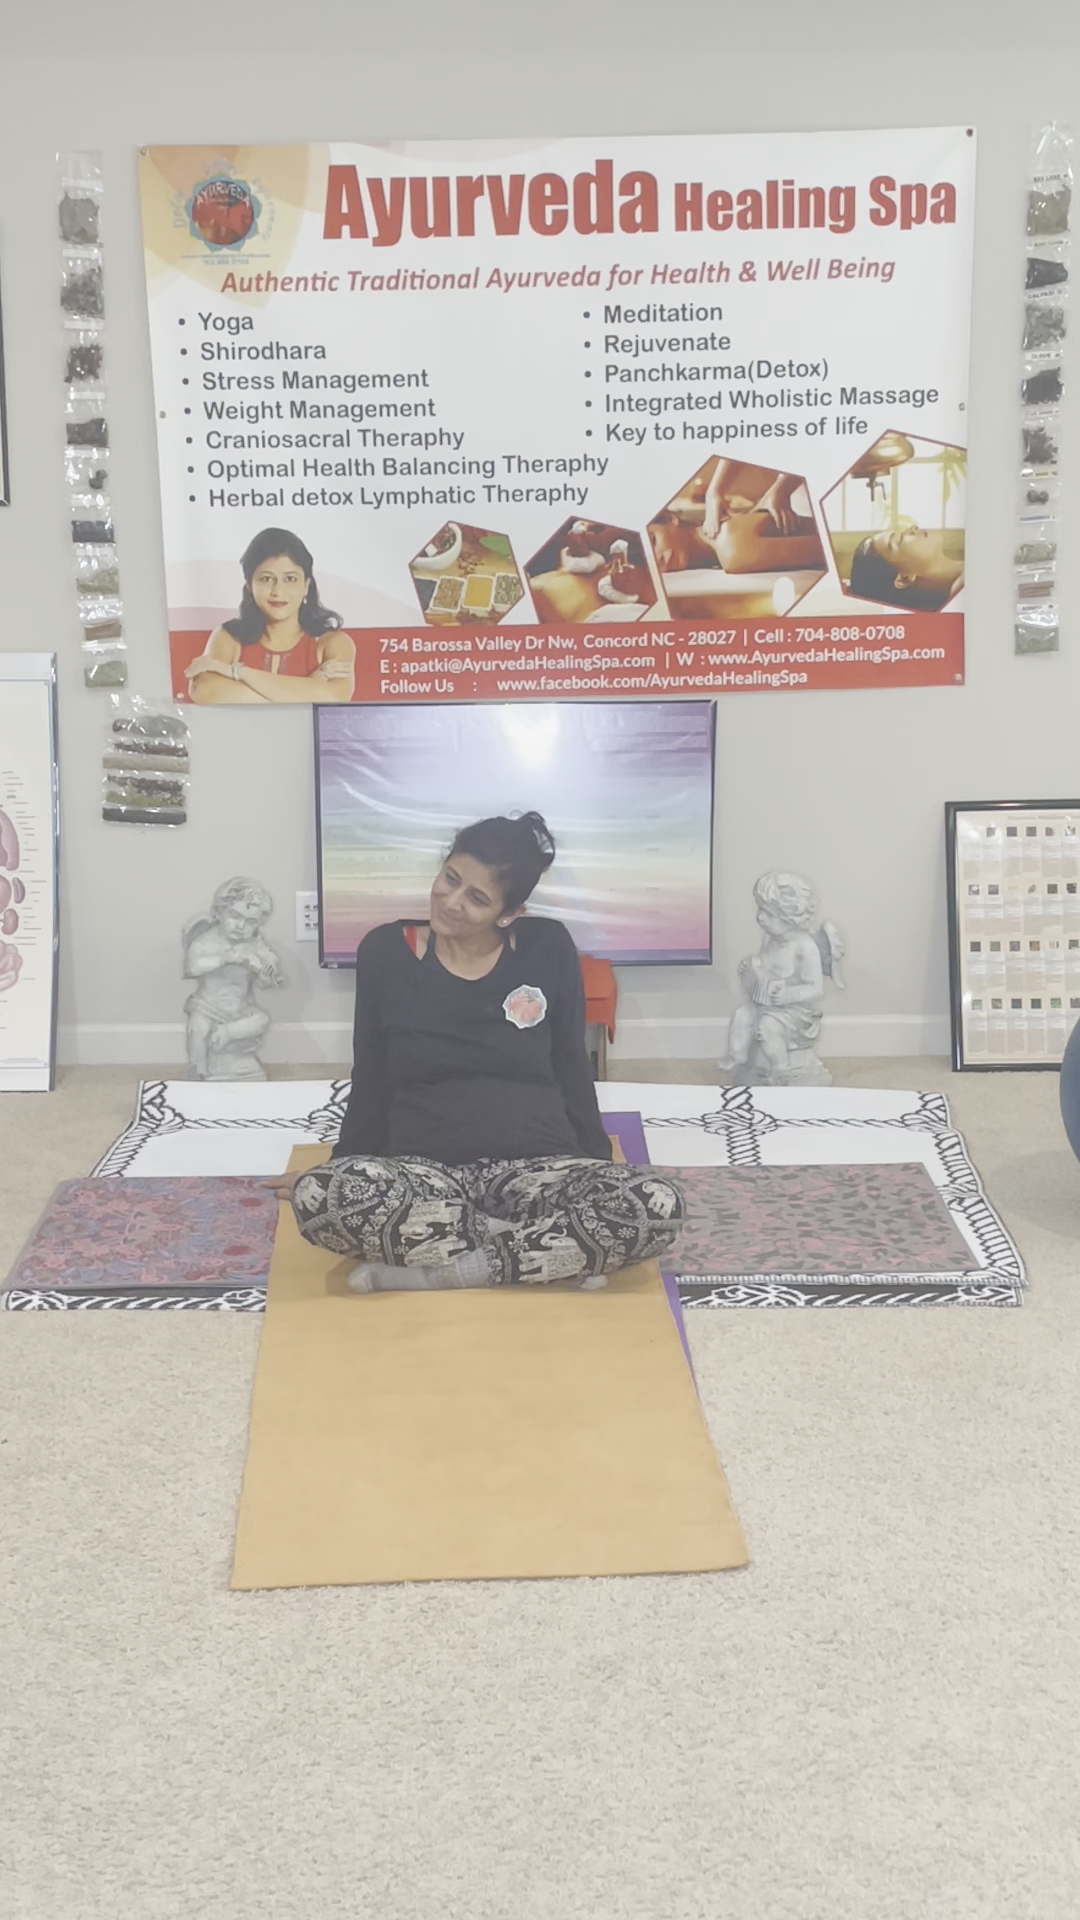 AYURVEDA
Ayurveda Healing Spa
Authentic Traditional Ayurveda for Health & Well Being
• Yoga
• Shirodhara
• Stress Management
• Weight Management
• Craniosacral Theraphy
• Optimal Health Balancing Theraphy
• Herbal detox Lymphatic Theraphy
• Meditation
• Rejuvenate
• Panchkarma(Detox)
• Integrated Wholistic Massage
• Key to happiness of life
754 Barossa Valley Dr Nw, Concord NC - 28027 | Cell : 704-808-0708
E : apatki@AyurvedaHealingSpa.com | W : www.AyurvedaHealingSpa.com
Follow Us : www.facebook.com/AyurvedaHealingSpa
CLOVE